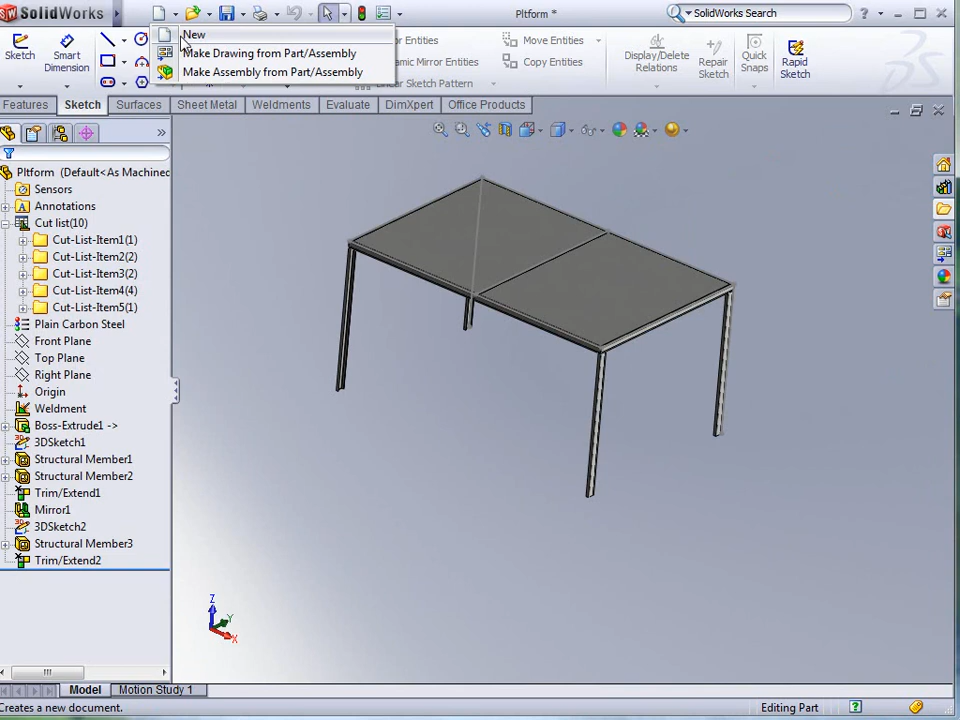 SolidWorks
Pltform *
SolidWorks Search
New
Make Drawing from Part/Assembly
Make Assembly from Part/Assembly
Sketch
Smart
Dimension
Entities
Linear Sketch Pattern
Move Entities
Copy Entities
Display/Delete
Relations
Repair
Sketch
Quick
Snaps
Rapid
Sketch
Features
Sketch
Surfaces
Sheet Metal
Weldments
Evaluate
DimXpert
Office Products
Pltform (Default<As Machined
Sensors
Annotations
Cut list(10)
Cut-List-Item1(1)
Cut-List-Item2(2)
Cut-List-Item3(2)
Cut-List-Item4(4)
Cut-List-Item5(1)
Plain Carbon Steel
Front Plane
Top Plane
Right Plane
Origin
Weldment
Boss-Extrude1 ->
3DSketch1
Structural Member1
Structural Member2
Trim/Extend1
Mirror1
3DSketch2
Structural Member3
Trim/Extend2
Z
Y
X
Model
Motion Study 1
Creates a new document.
Editing Part